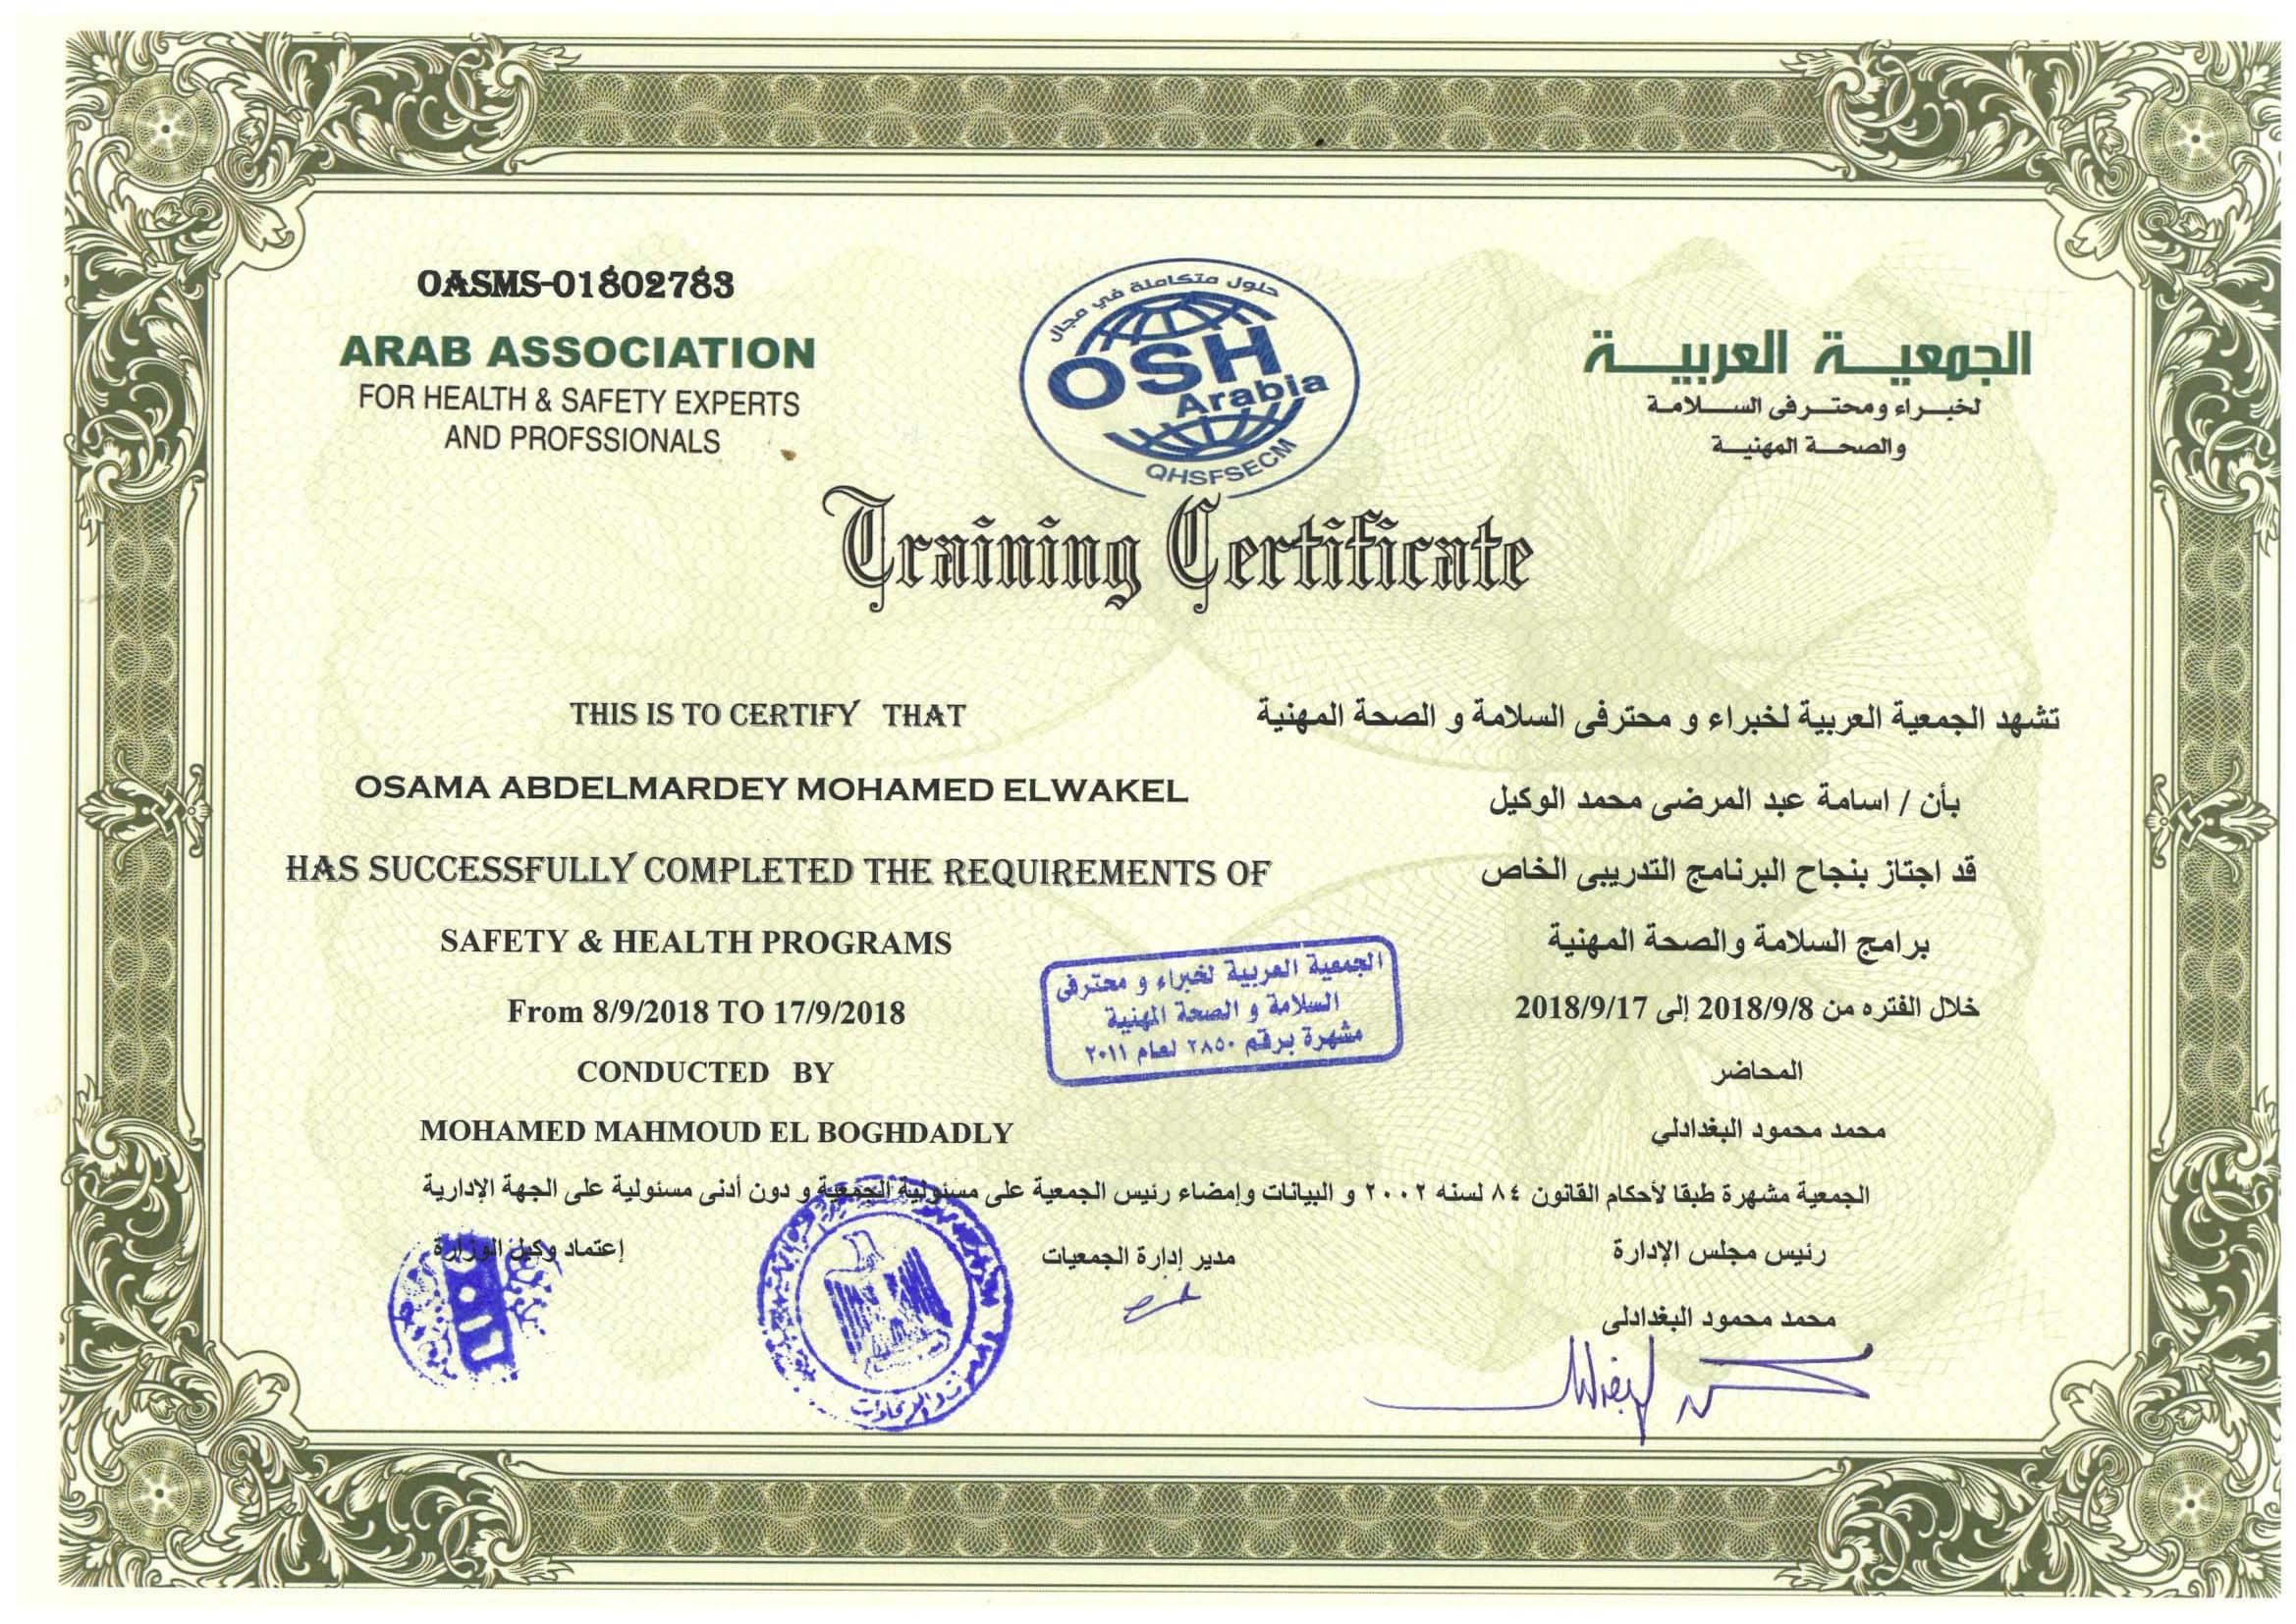 OASMS-01802783
ARAB ASSOCIATION
FOR HEALTH & SAFETY EXPERTS
AND PROFSSIONALS
حلول متكاملة في مجال
OSH
Arabia
QHSFSECM
الجمعيـة العربيـة
لخبـراء ومحتـرفى السـلامـة
والصحـة المهنيـة
Training Certificate
THIS IS TO CERTIFY THAT
OSAMA ABDELMARDEY MOHAMED ELWAKEL
HAS SUCCESSFULLY COMPLETED THE REQUIREMENTS OF
SAFETY & HEALTH PROGRAMS
From 8/9/2018 TO 17/9/2018
CONDUCTED BY
MOHAMED MAHMOUD EL BOGHDADLY
تشهد الجمعية العربية لخبراء و محترفى السلامة و الصحة المهنية
بأن / اسامة عبد المرضى محمد الوكيل
قد اجتاز بنجاح البرنامج التدريبى الخاص
برامج السلامة والصحة المهنية
خلال الفتره من 2018/9/8 إلى 2018/9/17
المحاضر
محمد محمود البغدادلي
الجمعية العربية لخبراء و محترفى
السلامة و الصحة المهنية
مشهرة برقم ٢٨٥٠ لعام ٢٠١١
الجمعية مشهرة طبقا لأحكام القانون ٨٤ لسنه ٢٠٠٢ و البيانات وإمضاء رئيس الجمعية على مسئولية الجمعية و دون أدنى مسئولية على الجهة الإدارية
رئيس مجلس الإدارة
مدير إدارة الجمعيات
إعتماد وكيل الوزارة
محمد محمود البغدادلى